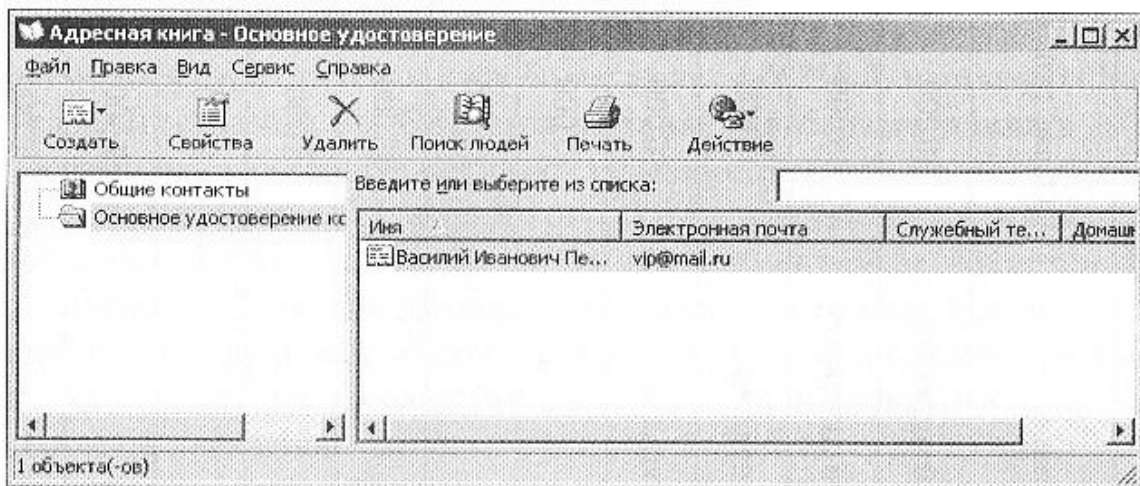 Адресная книга - Основное удостоверение
Файл Правка Вид Сервис Справка
Создать Свойства Удалить Поиск людей Печать Действие
Общие контакты
Основное удостоверение кс
Введите или выберите из списка:
Имя Электронная почта Служебный те... Домашн
Василий Иванович Пе... vip@mail.ru
1 объекта(-ов)